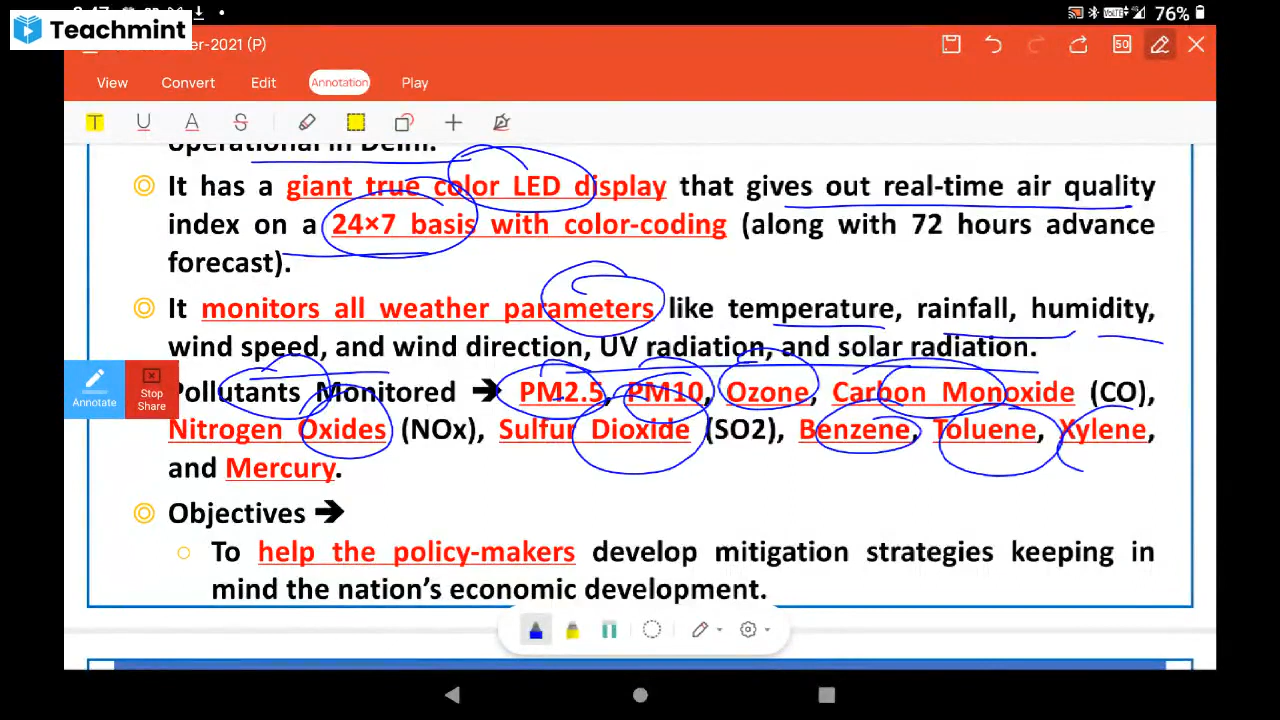 Teachmint
76%
er-2021 (P)
50
View Convert Edit Annotation Play
T U A S
operational in Delhi.
It has a giant true color LED display that gives out real-time air quality
index on a 24×7 basis with color-coding (along with 72 hours advance
forecast).
It monitors all weather parameters like temperature, rainfall, humidity,
wind speed, and wind direction, UV radiation, and solar radiation.
Pollutants Monitored ➔ PM2.5, PM10, Ozone, Carbon Monoxide (CO),
Nitrogen Oxides (NOx), Sulfur Dioxide (SO2), Benzene, Toluene, Xylene,
and Mercury.
Annotate
Stop
Share
Objectives ➔
To help the policy-makers develop mitigation strategies keeping in
mind the nation's economic development.